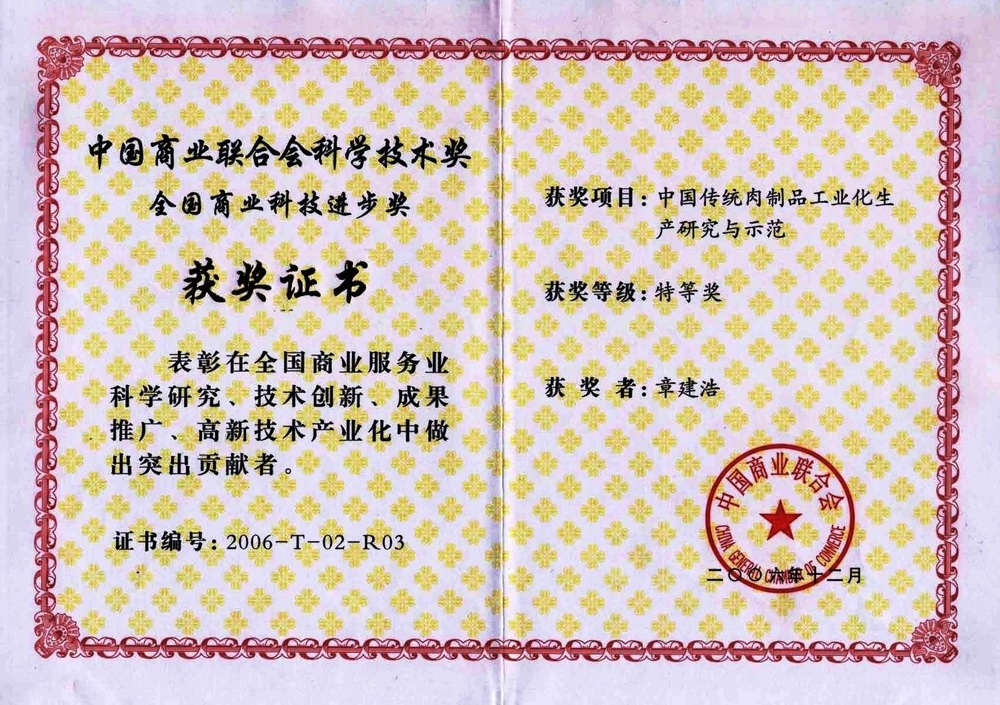 中国商业联合会科学技术奖
全国商业科技进步奖
获奖证书
表彰在全国商业服务业
科学研究、技术创新、成果
推广、高新技术产业化中做
出突出贡献者。
证书编号:2006-T-02-R03
获奖项目:中国传统肉制品工业化生
产研究与示范
获奖等级:特等奖
获奖者:章建浩
中国商业联合会
CHINA GENERAL CHAMBER OF COMMERCE
二〇〇六年十二月